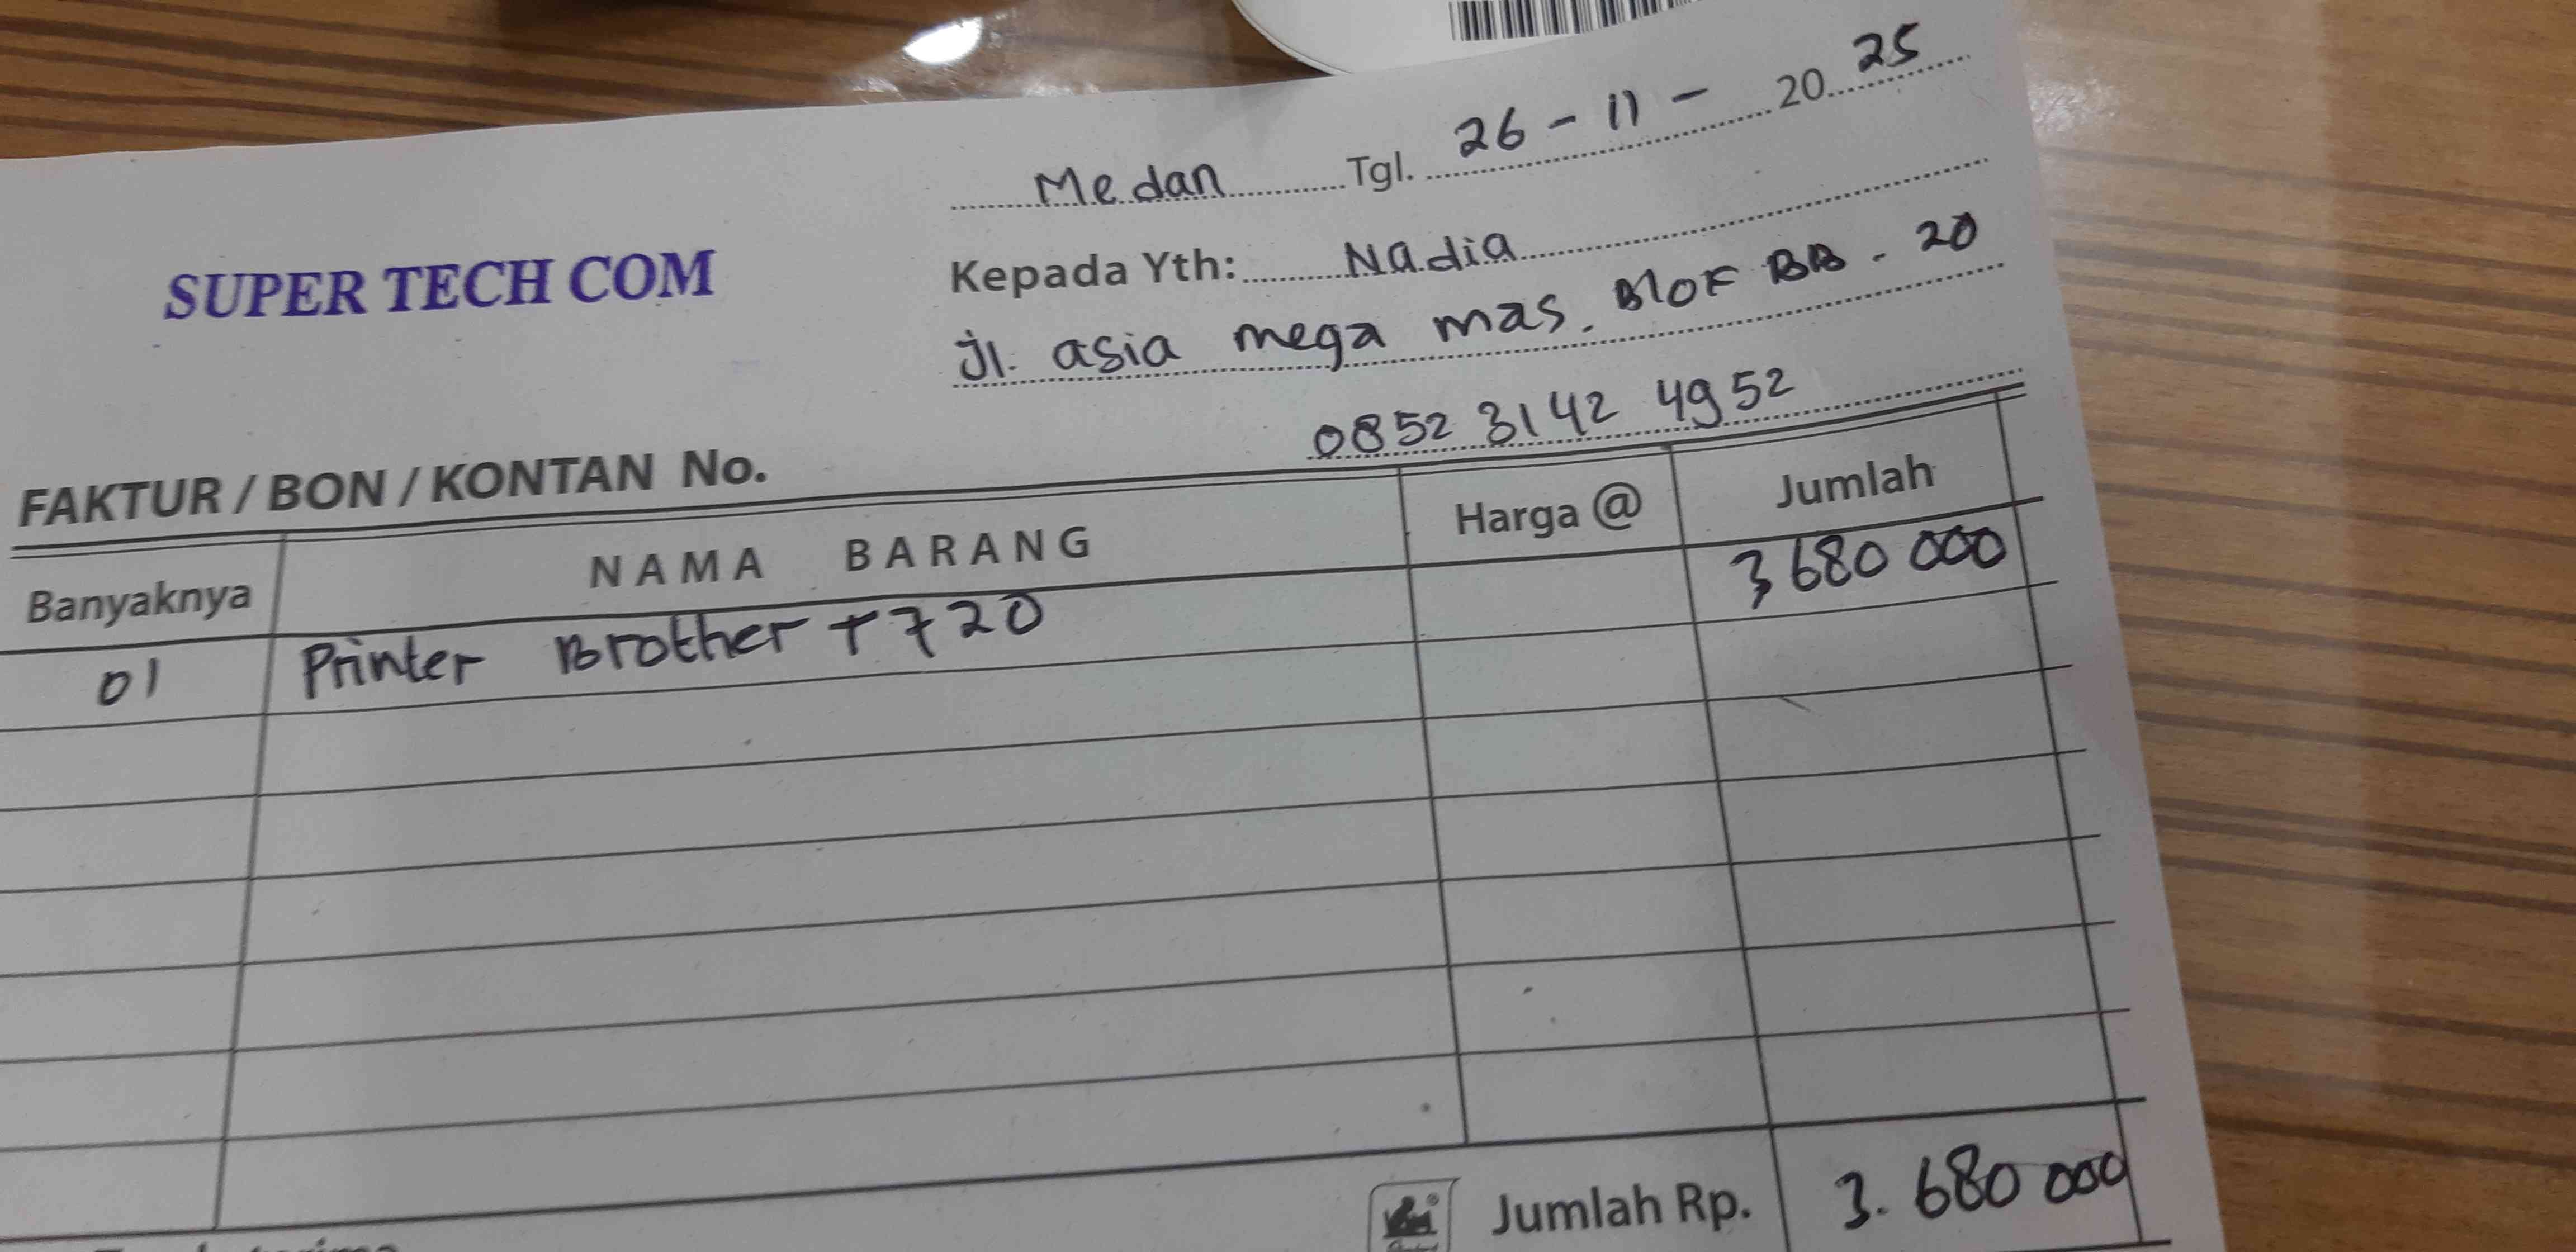 Medan Tgl. 26 - 11 - 20 25
SUPER TECH COM
Kepada Yth: Nadia
Jl. asia mega mas. Blok BB - 20
0852 3142 4952
FAKTUR / BON / KONTAN No.
Banyaknya NAMA BARANG Harga @ Jumlah
01 Printer Brother T720 3 680 000
Jumlah Rp. 3. 680 000